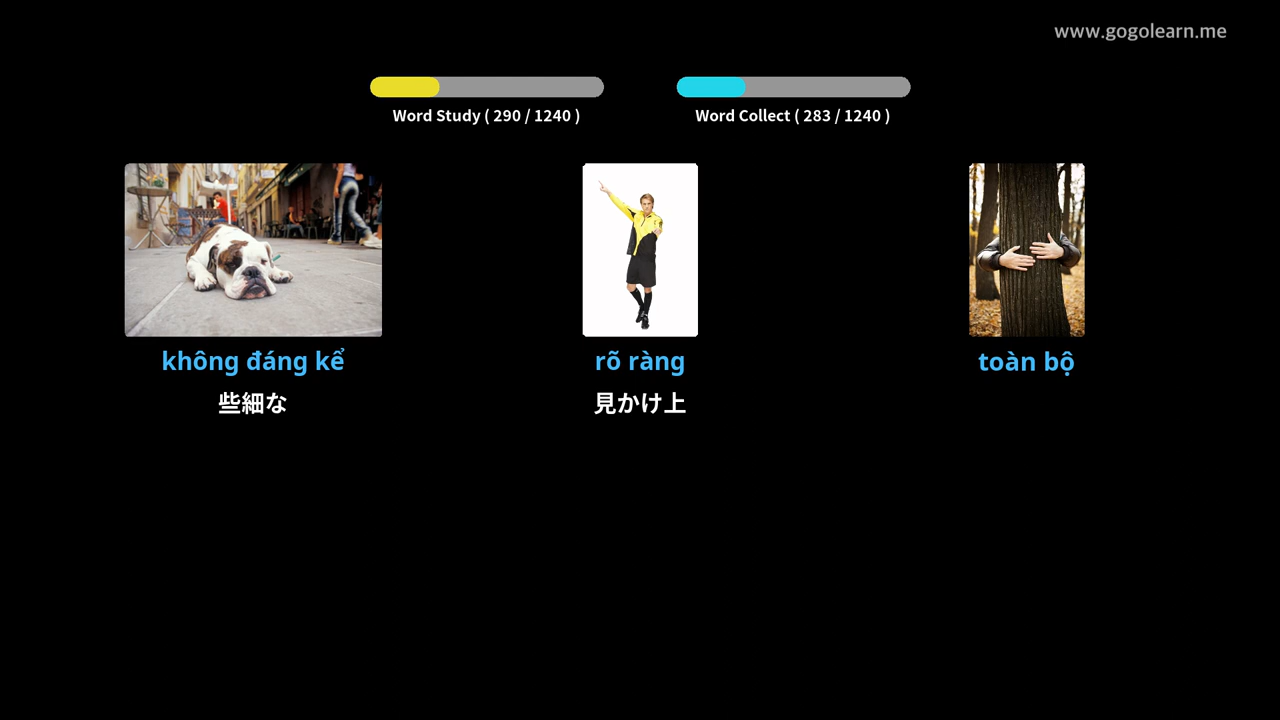 www.gogolearn.me
Word Study ( 290 / 1240 )
Word Collect ( 283 / 1240 )
không đáng kể
rõ ràng
toàn bộ
些細な
見かけ上